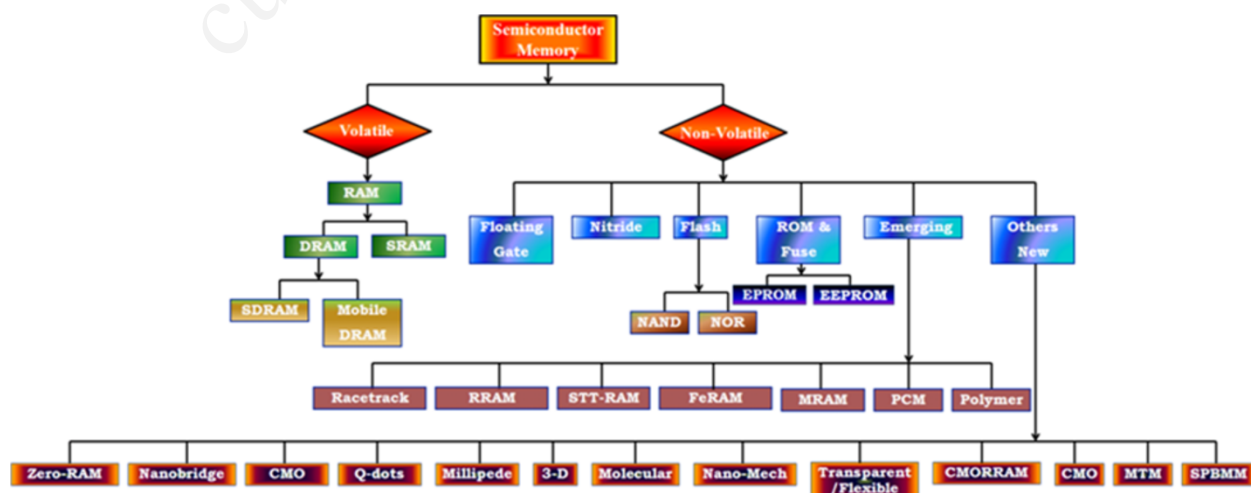 Semiconductor
Memory
Volatile
Non-Volatile
RAM
DRAM
SRAM
SDRAM
Mobile
DRAM
Floating
Gate
Nitride
Flash
ROM &
Fuse
Emerging
Others
New
EPROM
EEPROM
NAND
NOR
Racetrack
RRAM
STT-RAM
FeRAM
MRAM
PCM
Polymer
Zero-RAM
Nanobridge
CMO
Q-dots
Millipede
3-D
Molecular
Nano-Mech
Transparent
/Flexible
CMORRAM
CMO
MTM
SPBMM